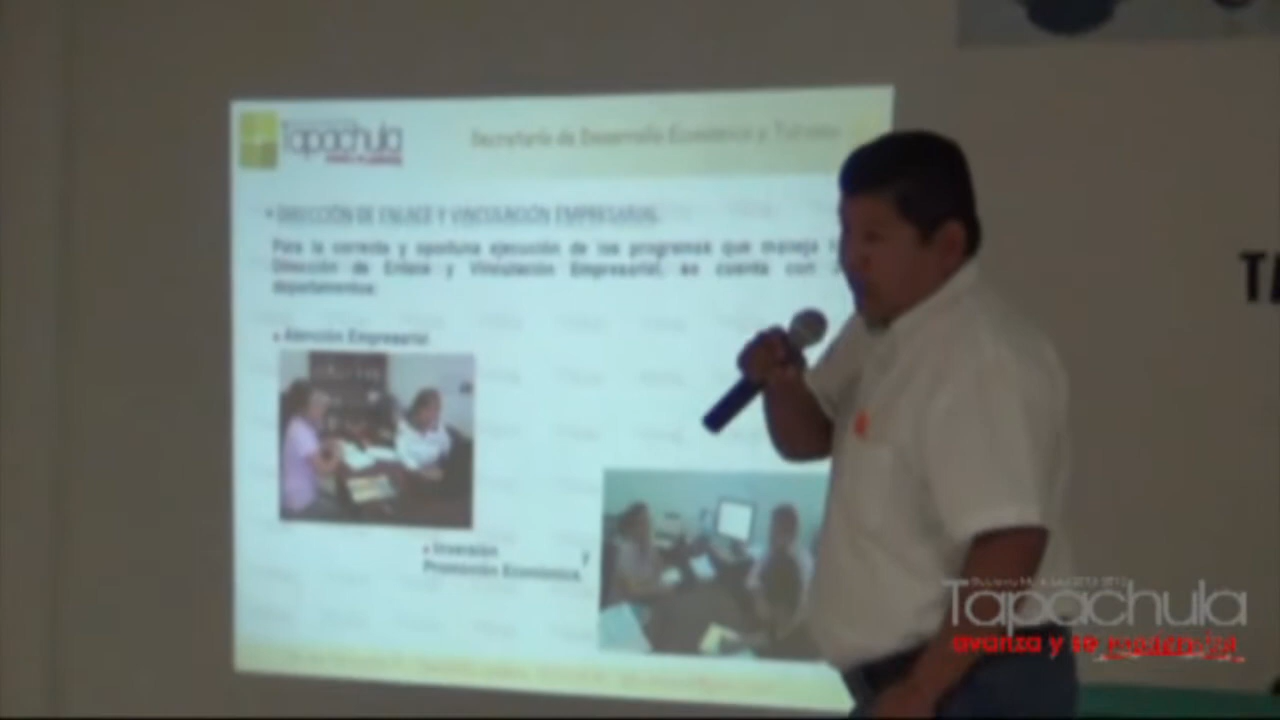 Tapachula
Secretaría de Desarrollo Económico y Turismo
• DIRECCIÓN DE ENLACE Y VINCULACIÓN EMPRESARIAL
Para la correcta y oportuna ejecución de los programas que maneja
Dirección de Enlace y Vinculación Empresarial, se cuenta con
departamentos:
• Atención Empresarial
• Inversión y
Promoción Económica
TA
Tapachula
avanza y se